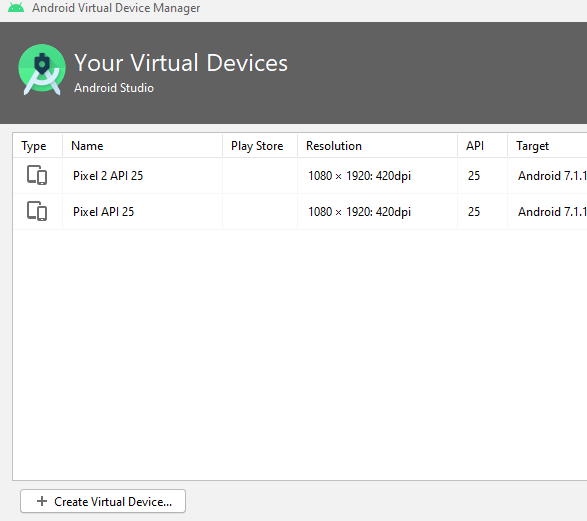 Android Virtual Device Manager
Your Virtual Devices
Android Studio
Type Name Play Store Resolution API Target
Pixel 2 API 25 1080 × 1920: 420dpi 25 Android 7.1.1
Pixel API 25 1080 × 1920: 420dpi 25 Android 7.1.1
+ Create Virtual Device...